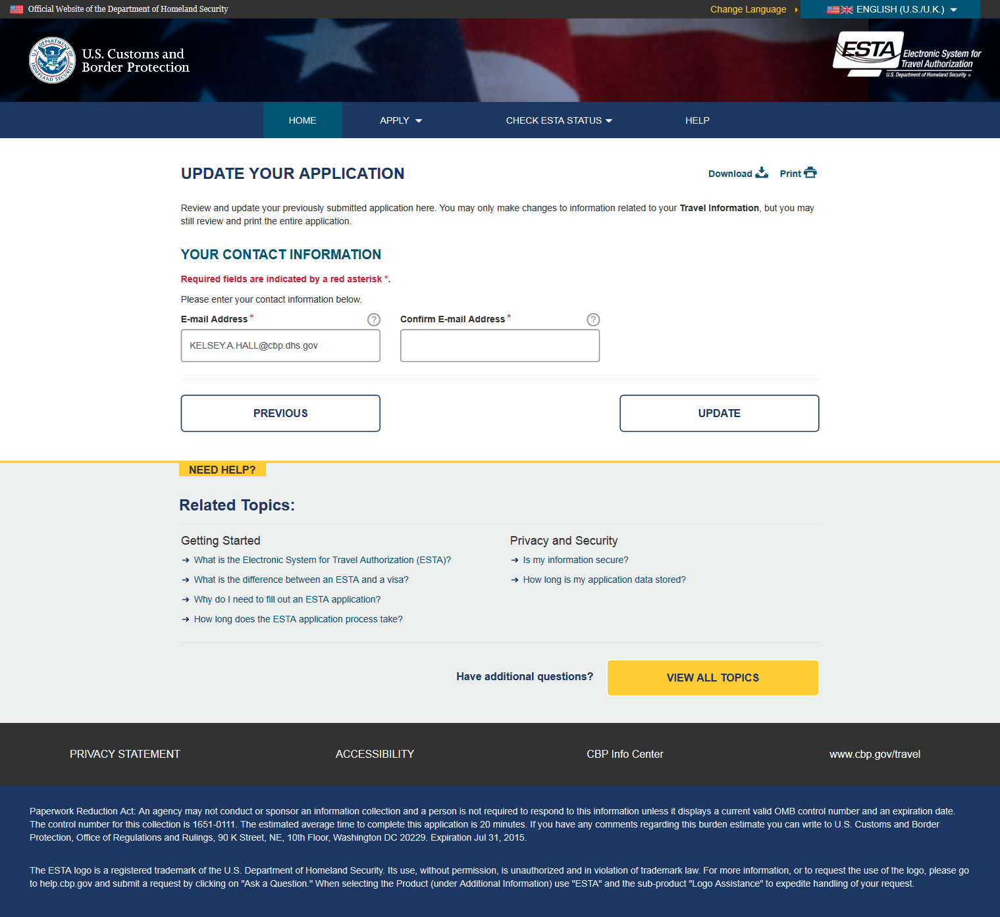 Official Website of the Department of Homeland Security
Change Language
ENGLISH (U.S./U.K.)
U.S. DEPARTMENT OF HOMELAND SECURITY
U.S. Customs and
Border Protection
ESTA
Electronic System for
Travel Authorization
U.S. Department of Homeland Security ®
HOME
APPLY
CHECK ESTA STATUS
HELP
UPDATE YOUR APPLICATION
Download
Print
Review and update your previously submitted application here. You may only make changes to information related to your Travel Information, but you may
still review and print the entire application.
YOUR CONTACT INFORMATION
Required fields are indicated by a red asterisk *.
Please enter your contact information below.
E-mail Address *
?
Confirm E-mail Address *
?
KELSEY.A.HALL@cbp.dhs.gov
PREVIOUS
UPDATE
NEED HELP?
Related Topics:
Getting Started
Privacy and Security
What is the Electronic System for Travel Authorization (ESTA)?
Is my information secure?
What is the difference between an ESTA and a visa?
How long is my application data stored?
Why do I need to fill out an ESTA application?
How long does the ESTA application process take?
Have additional questions?
VIEW ALL TOPICS
PRIVACY STATEMENT
ACCESSIBILITY
CBP Info Center
www.cbp.gov/travel
Paperwork Reduction Act: An agency may not conduct or sponsor an information collection and a person is not required to respond to this information unless it displays a current valid OMB control number and an expiration date.
The control number for this collection is 1651-0111. The estimated average time to complete this application is 20 minutes. If you have any comments regarding this burden estimate you can write to U.S. Customs and Border
Protection, Office of Regulations and Rulings, 90 K Street, NE, 10th Floor, Washington DC 20229. Expiration Jul 31, 2015.
The ESTA logo is a registered trademark of the U.S. Department of Homeland Security. Its use, without permission, is unauthorized and in violation of trademark law. For more information, or to request the use of the logo, please go
to help.cbp.gov and submit a request by clicking on "Ask a Question." When selecting the Product (under Additional Information) use "ESTA" and the sub-product "Logo Assistance" to expedite handling of your request.